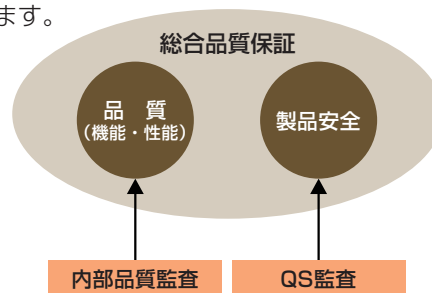 ます。
総合品質保証
品　質
（機能・性能）
製品安全
内部品質監査
QS監査